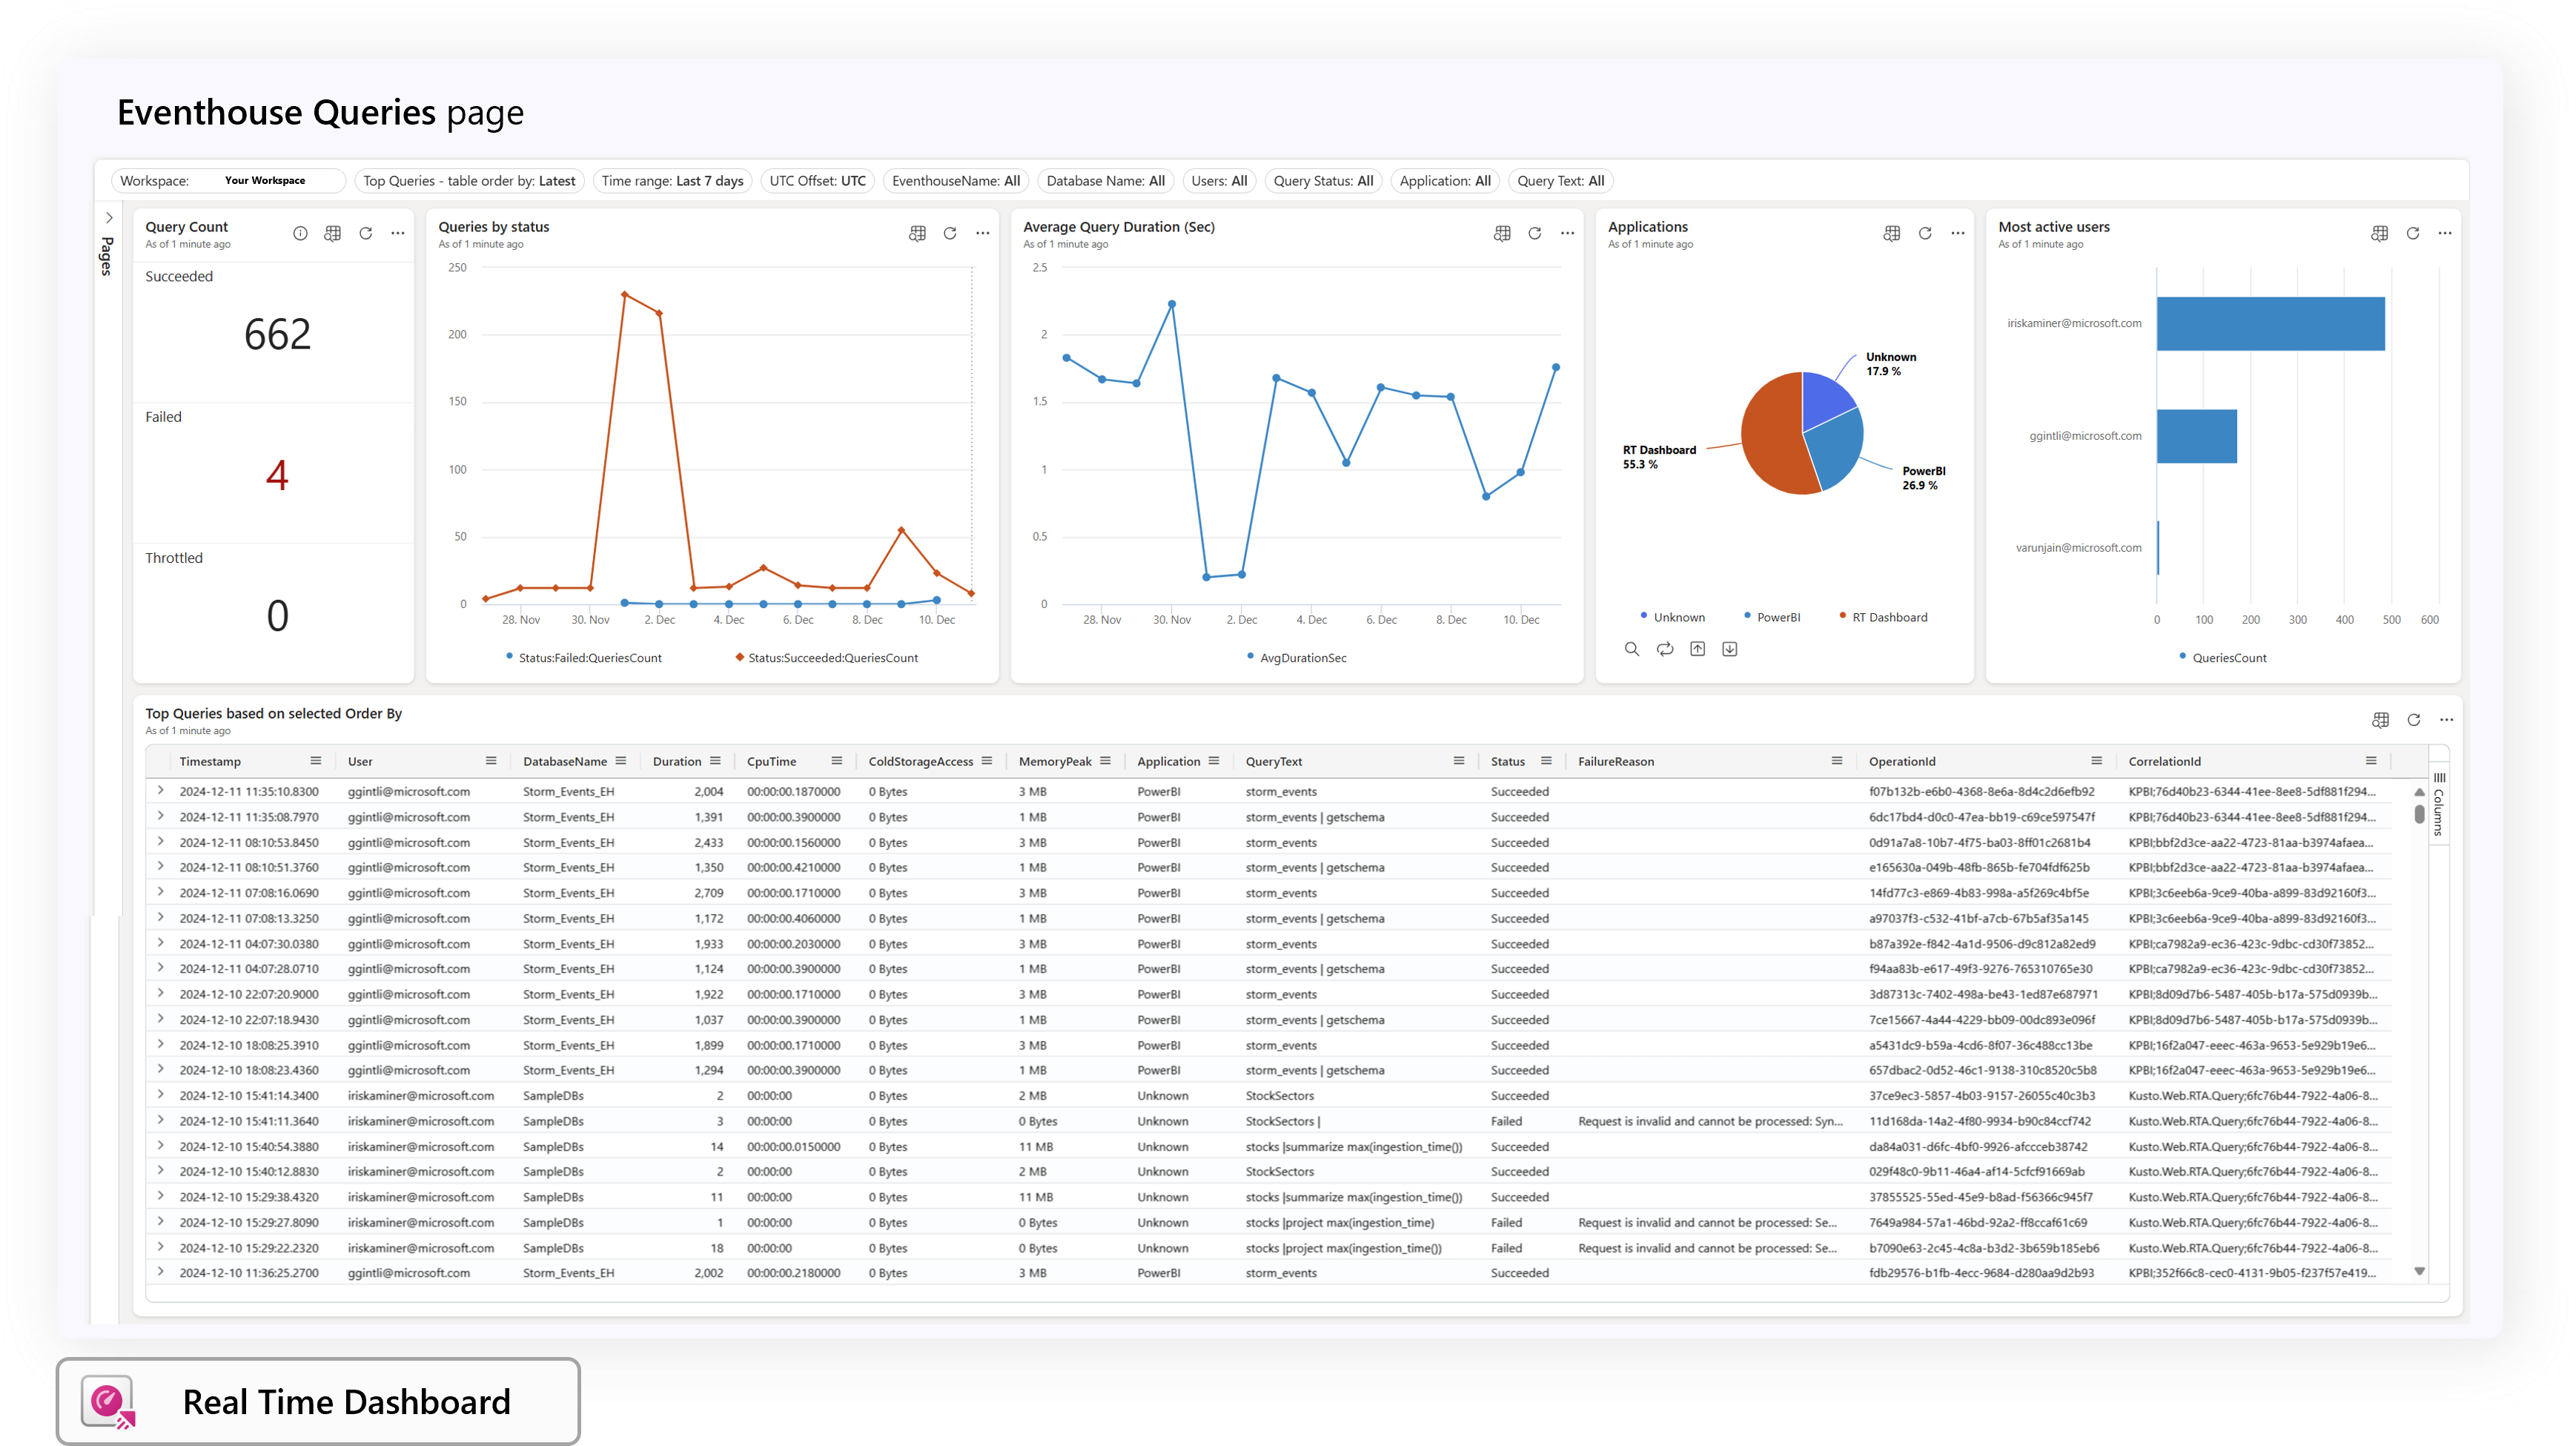 Eventhouse Queries page
Workspace: Your Workspace Top Queries - table order by: Latest Time range: Last 7 days UTC Offset: UTC EventhouseName: All Database Name: All Users: All Query Status: All Application: All Query Text: All
Pages
Query Count
As of 1 minute ago
Succeeded
662
Failed
4
Throttled
0
Queries by status
As of 1 minute ago
250
200
150
100
50
0
28. Nov 30. Nov 2. Dec 4. Dec 6. Dec 8. Dec 10. Dec
Status:Failed:QueriesCount Status:Succeeded:QueriesCount
Average Query Duration (Sec)
As of 1 minute ago
2.5
2
1.5
1
0.5
0
28. Nov 30. Nov 2. Dec 4. Dec 6. Dec 8. Dec 10. Dec
AvgDurationSec
Applications
As of 1 minute ago
Unknown
17.9 %
RT Dashboard
55.3 %
PowerBI
26.9 %
Unknown PowerBI RT Dashboard
Most active users
As of 1 minute ago
iriskaminer@microsoft.com
ggintli@microsoft.com
varunjain@microsoft.com
0 100 200 300 400 500 600
QueriesCount
Top Queries based on selected Order By
As of 1 minute ago
Timestamp User DatabaseName Duration CpuTime ColdStorageAccess MemoryPeak Application QueryText Status FailureReason OperationId CorrelationId
2024-12-11 11:35:10.8300 ggintli@microsoft.com Storm_Events_EH 2,004 00:00:00.1870000 0 Bytes 3 MB PowerBI storm_events Succeeded f07b132b-e6b0-4368-8e6a-8d4c2d6efb92 KPBI;76d40b23-6344-41ee-8ee8-5df881f294...
2024-12-11 11:35:08.7970 ggintli@microsoft.com Storm_Events_EH 1,391 00:00:00.3900000 0 Bytes 1 MB PowerBI storm_events | getschema Succeeded 6dc17bd4-d0c0-47ea-bb19-c69ce597547f KPBI;76d40b23-6344-41ee-8ee8-5df881f294...
2024-12-11 08:10:53.8450 ggintli@microsoft.com Storm_Events_EH 2,433 00:00:00.1560000 0 Bytes 3 MB PowerBI storm_events Succeeded 0d91a7a8-10b7-4f75-ba03-8ff01c2681b4 KPBI;bbf2d3ce-aa22-4723-81aa-b3974afaea...
2024-12-11 08:10:51.3760 ggintli@microsoft.com Storm_Events_EH 1,350 00:00:00.4210000 0 Bytes 1 MB PowerBI storm_events | getschema Succeeded e165630a-049b-48fb-865b-fe704fdf625b KPBI;bbf2d3ce-aa22-4723-81aa-b3974afaea...
2024-12-11 07:08:16.0690 ggintli@microsoft.com Storm_Events_EH 2,709 00:00:00.1710000 0 Bytes 3 MB PowerBI storm_events Succeeded 14fd77c3-e869-4b83-998a-a5f269c4bf5e KPBI;3c6eeb6a-9ce9-40ba-a899-83d92160f3...
2024-12-11 07:08:13.3250 ggintli@microsoft.com Storm_Events_EH 1,172 00:00:00.4060000 0 Bytes 1 MB PowerBI storm_events | getschema Succeeded a97037f3-c532-41bf-a7cb-67b5af35a145 KPBI;3c6eeb6a-9ce9-40ba-a899-83d92160f3...
2024-12-11 04:07:30.0380 ggintli@microsoft.com Storm_Events_EH 1,933 00:00:00.2030000 0 Bytes 3 MB PowerBI storm_events Succeeded b87a392e-f842-4a1d-9506-d9c812a82ed9 KPBI;ca7982a9-ec36-423c-9dbc-cd30f73852...
2024-12-11 04:07:28.0710 ggintli@microsoft.com Storm_Events_EH 1,124 00:00:00.3900000 0 Bytes 1 MB PowerBI storm_events | getschema Succeeded f94aa83b-e617-49f3-9276-765310765e30 KPBI;ca7982a9-ec36-423c-9dbc-cd30f73852...
2024-12-10 22:07:20.9000 ggintli@microsoft.com Storm_Events_EH 1,922 00:00:00.1710000 0 Bytes 3 MB PowerBI storm_events Succeeded 3d87313c-7402-498a-be43-1ed87e687971 KPBI;8d09d7b6-5487-405b-b17a-575d0939b...
2024-12-10 22:07:18.9430 ggintli@microsoft.com Storm_Events_EH 1,037 00:00:00.3900000 0 Bytes 1 MB PowerBI storm_events | getschema Succeeded 7ce15667-4a44-4229-bb09-00dc893e096f KPBI;8d09d7b6-5487-405b-b17a-575d0939b...
2024-12-10 18:08:25.3910 ggintli@microsoft.com Storm_Events_EH 1,899 00:00:00.1710000 0 Bytes 3 MB PowerBI storm_events Succeeded a5431dc9-b59a-4cd6-8f07-36c488cc13be KPBI;16f2a047-eeec-463a-9653-5e929b19e6...
2024-12-10 18:08:23.4360 ggintli@microsoft.com Storm_Events_EH 1,294 00:00:00.3900000 0 Bytes 1 MB PowerBI storm_events | getschema Succeeded 657dbac2-0d52-46c1-9138-310c8520c5b8 KPBI;16f2a047-eeec-463a-9653-5e929b19e6...
2024-12-10 15:41:14.3400 iriskaminer@microsoft.com SampleDBs 2 00:00:00 0 Bytes 2 MB Unknown StockSectors Succeeded 37ce9ec3-5857-4b03-9157-26055c40c3b3 Kusto.Web.RTA.Query;6fc76b44-7922-4a06-8...
2024-12-10 15:41:11.3640 iriskaminer@microsoft.com SampleDBs 3 00:00:00 0 Bytes 0 Bytes Unknown StockSectors | Failed Request is invalid and cannot be processed: Syn... 11d168da-14a2-4f80-9934-b90c84ccf742 Kusto.Web.RTA.Query;6fc76b44-7922-4a06-8...
2024-12-10 15:40:54.3880 iriskaminer@microsoft.com SampleDBs 14 00:00:00.0150000 0 Bytes 11 MB Unknown stocks |summarize max(ingestion_time()) Succeeded da84a031-d6fc-4bf0-9926-afccceb38742 Kusto.Web.RTA.Query;6fc76b44-7922-4a06-8...
2024-12-10 15:40:12.8830 iriskaminer@microsoft.com SampleDBs 2 00:00:00 0 Bytes 2 MB Unknown StockSectors Succeeded 029f48c0-9b11-46a4-af14-5cfcf91669ab Kusto.Web.RTA.Query;6fc76b44-7922-4a06-8...
2024-12-10 15:29:38.4320 iriskaminer@microsoft.com SampleDBs 11 00:00:00 0 Bytes 11 MB Unknown stocks |summarize max(ingestion_time()) Succeeded 37855525-55ed-45e9-b8ad-f56366c945f7 Kusto.Web.RTA.Query;6fc76b44-7922-4a06-8...
2024-12-10 15:29:27.8090 iriskaminer@microsoft.com SampleDBs 1 00:00:00 0 Bytes 0 Bytes Unknown stocks |project max(ingestion_time) Failed Request is invalid and cannot be processed: Se... 7649a984-57a1-46bd-92a2-ff8ccaf61c69 Kusto.Web.RTA.Query;6fc76b44-7922-4a06-8...
2024-12-10 15:29:22.2320 iriskaminer@microsoft.com SampleDBs 18 00:00:00 0 Bytes 0 Bytes Unknown stocks |project max(ingestion_time()) Failed Request is invalid and cannot be processed: Se... b7090e63-2c45-4c8a-b3d2-3b659b185eb6 Kusto.Web.RTA.Query;6fc76b44-7922-4a06-8...
2024-12-10 11:36:25.2700 ggintli@microsoft.com Storm_Events_EH 2,002 00:00:00.2180000 0 Bytes 3 MB PowerBI storm_events Succeeded fdb29576-b1fb-4ecc-9684-d280aa9d2b93 KPBI;352f66c8-cec0-4131-9b05-f237f57e419...
Columns
Real Time Dashboard